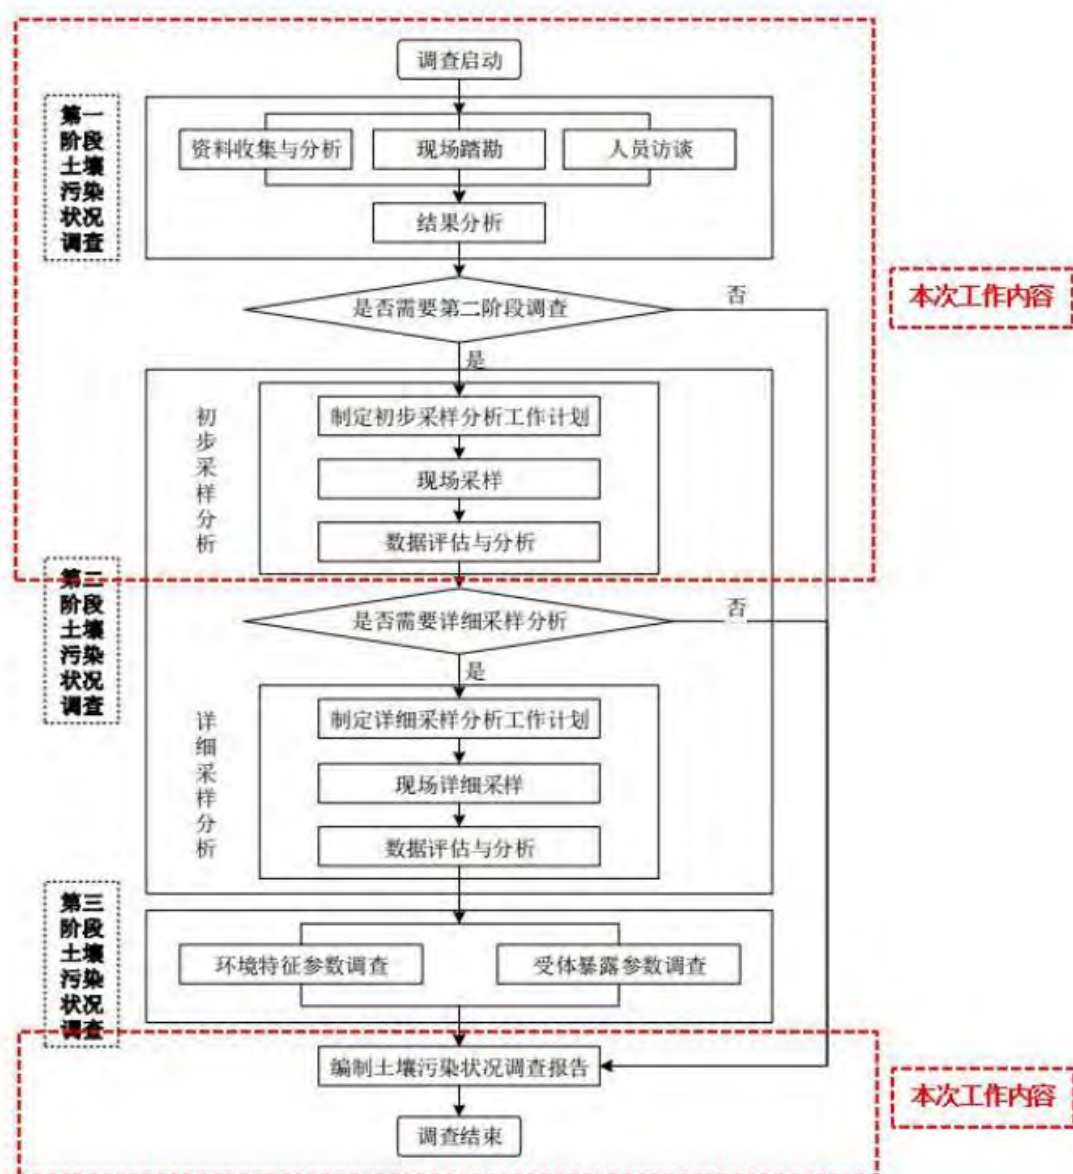 调查启动
第一
阶段
土壤
污染
状况
调查
资料收集与分析
现场踏勘
人员访谈
结果分析
是否需要第二阶段调查
否
本次工作内容
是
初
步
采
样
分
析
制定初步采样分析工作计划
现场采样
数据评估与分析
第二
阶段
土壤
污染
状况
调查
是否需要详细采样分析
否
是
详
细
采
样
分
析
制定详细采样分析工作计划
现场详细采样
数据评估与分析
第三
阶段
土壤
污染
状况
调查
环境特征参数调查
受体暴露参数调查
编制土壤污染状况调查报告
本次工作内容
调查结束